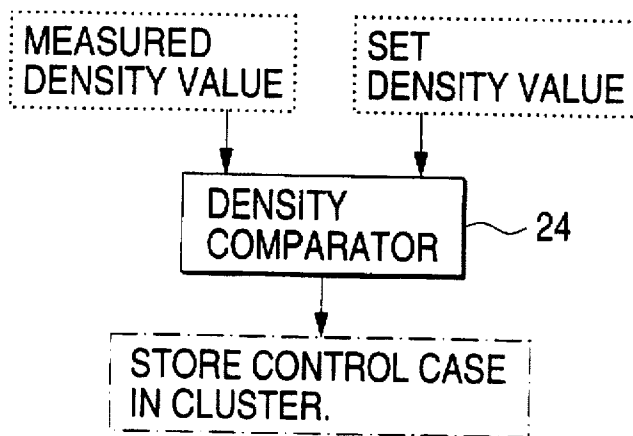 MEASURED
DENSITY VALUE
SET
DENSITY VALUE
DENSITY
COMPARATOR
24
STORE CONTROL CASE
IN CLUSTER.